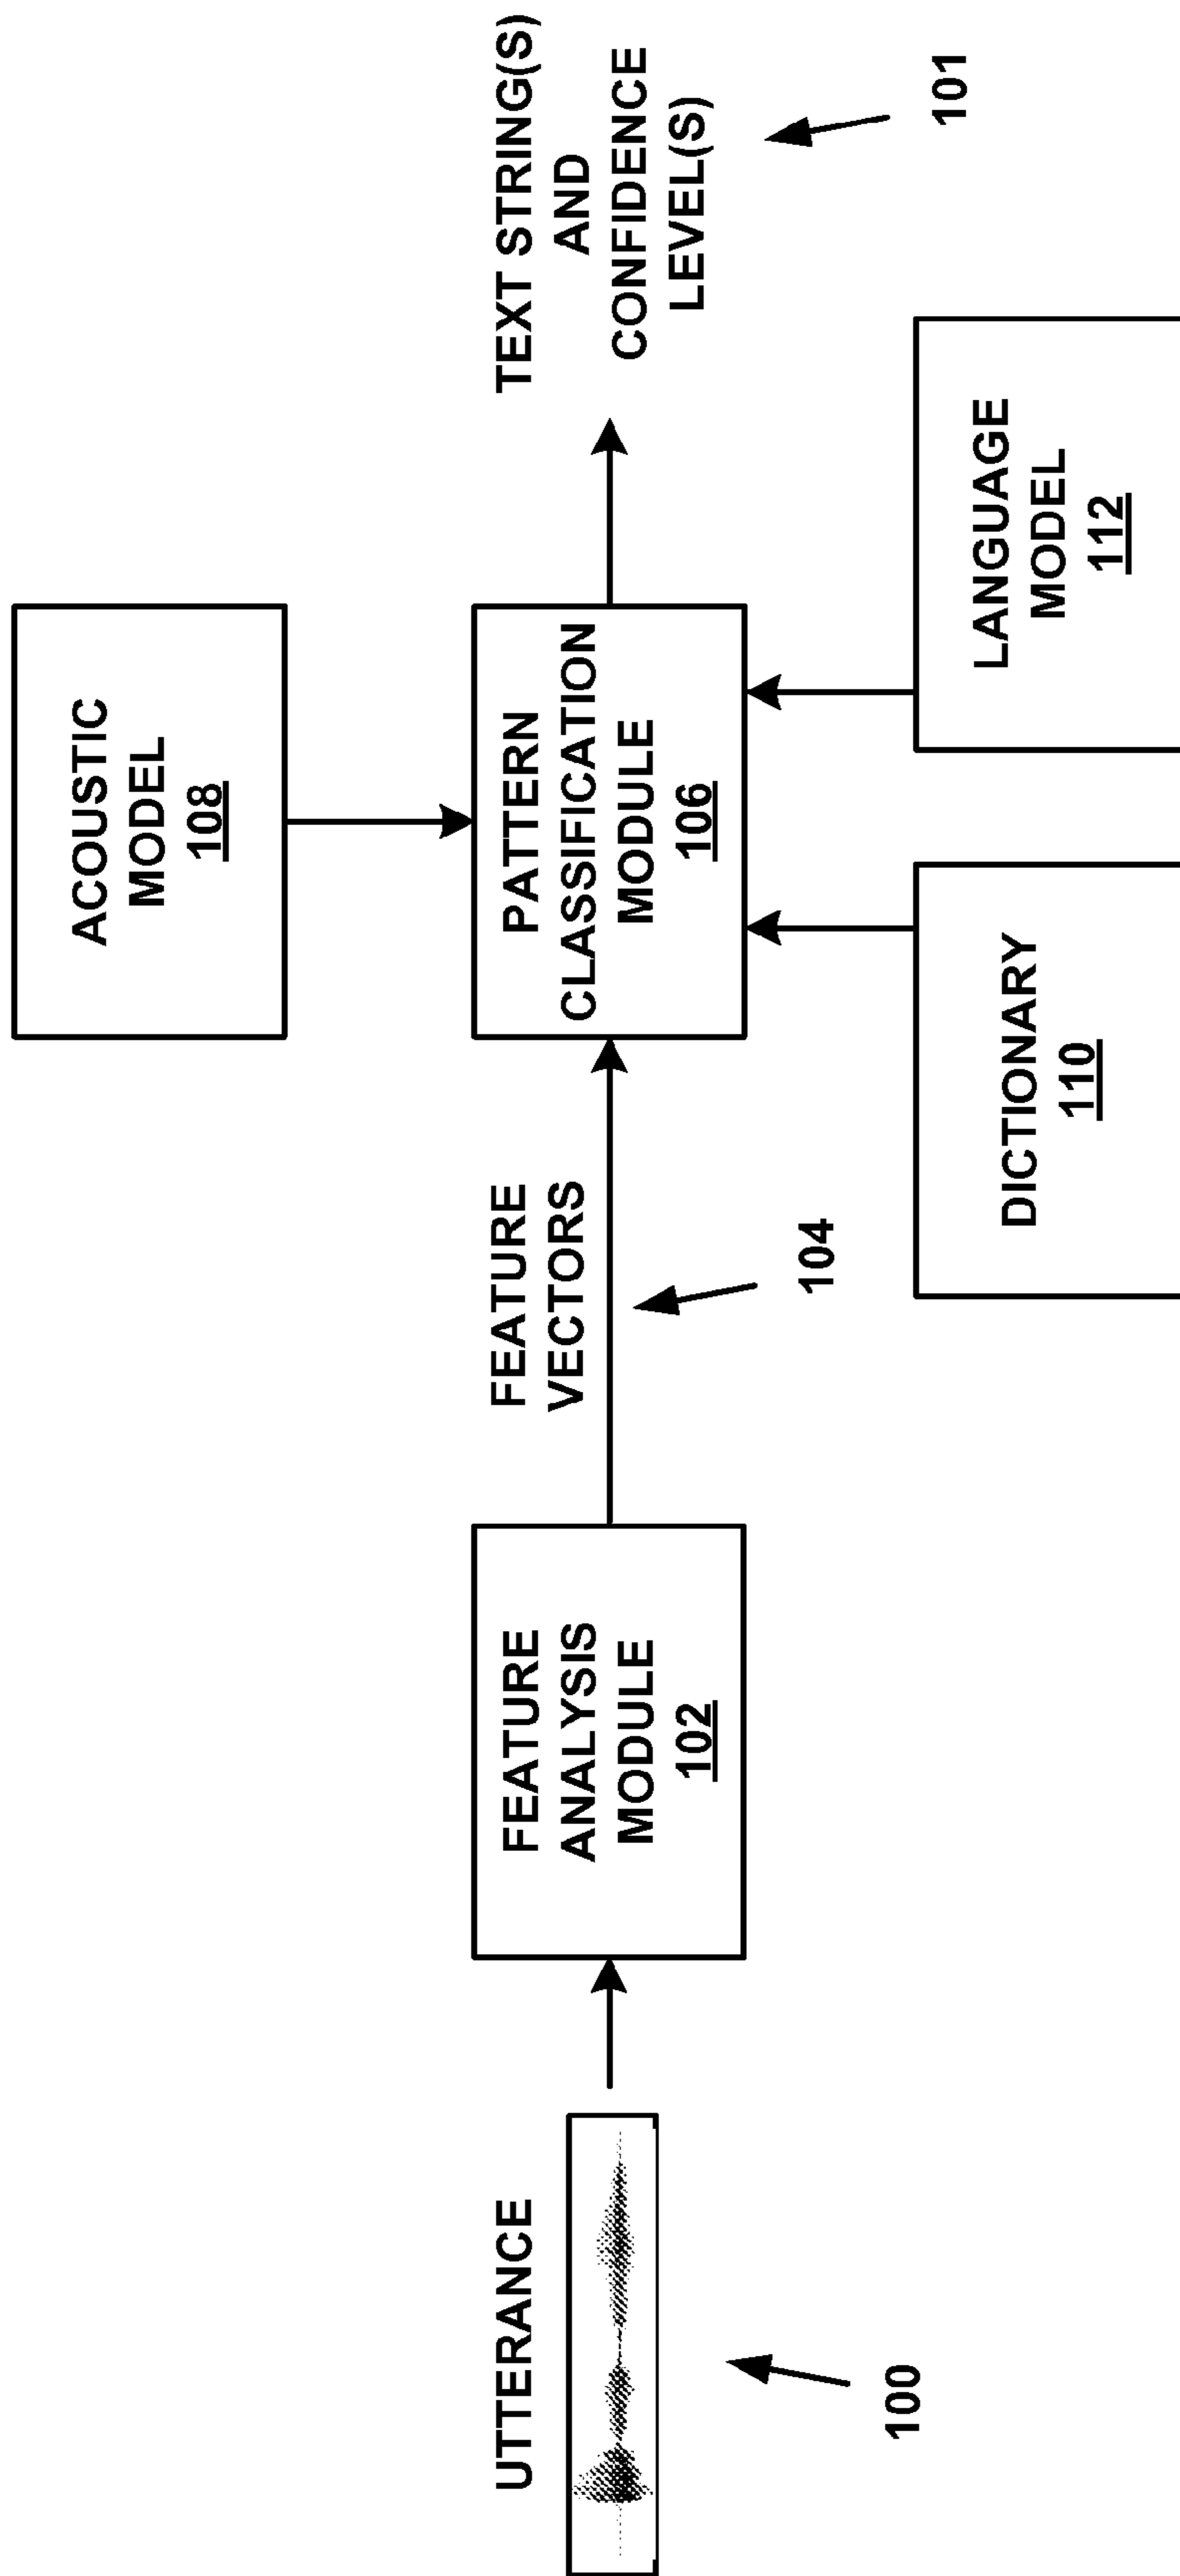 UTTERANCE
100
FEATURE
ANALYSIS
MODULE
102
FEATURE
VECTORS
104
ACOUSTIC
MODEL
108
PATTERN
CLASSIFICATION
MODULE
106
DICTIONARY
110
LANGUAGE
MODEL
112
TEXT STRING(S)
AND
CONFIDENCE
LEVEL(S)
101